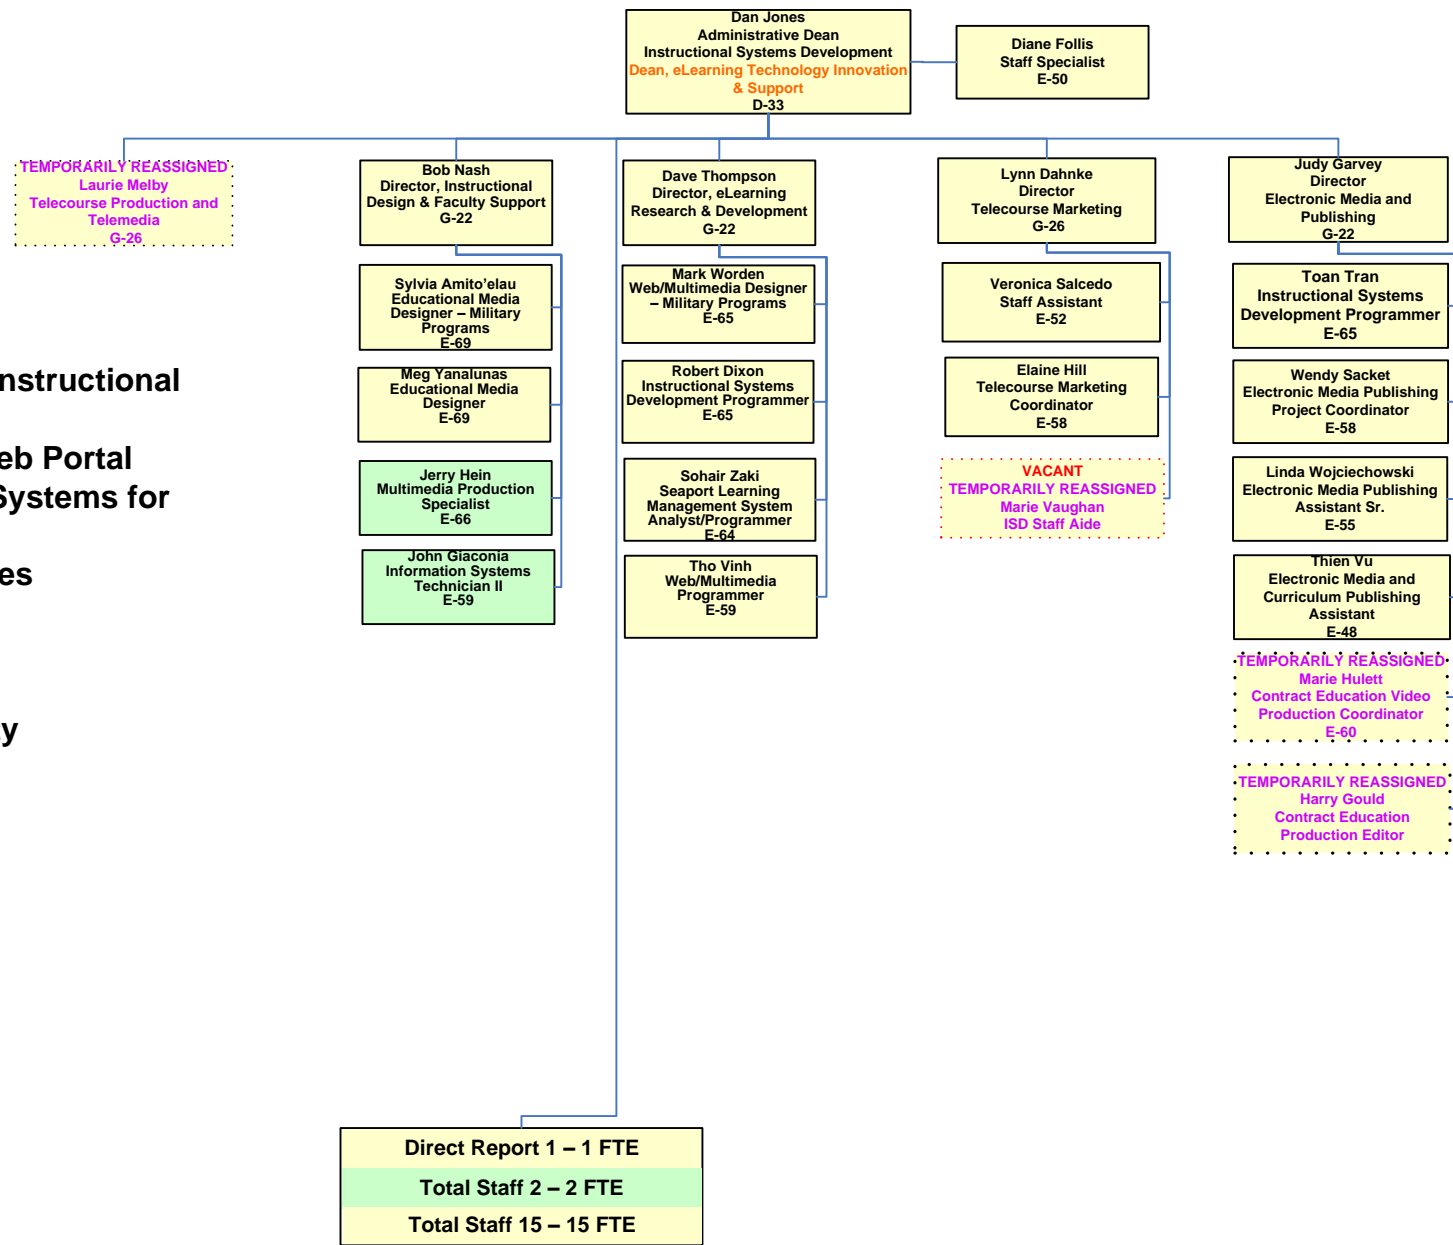 Dan Jones
Administrative Dean
Instructional Systems Development
Dean, eLearning Technology Innovation
& Support
D-33
Diane Follis
Staff Specialist
E-50
TEMPORARILY REASSIGNED
Laurie Melby
Telecourse Production and
Telemedia
G-26
Bob Nash
Director, Instructional
Design & Faculty Support
G-22
Dave Thompson
Director, eLearning
Research & Development
G-22
Lynn Dahnke
Director
Telecourse Marketing
G-26
Judy Garvey
Director
Electronic Media and
Publishing
G-22
Sylvia Amito’elau
Educational Media
Designer – Military
Programs
E-69
Meg Yanalunas
Educational Media
Designer
E-69
Jerry Hein
Multimedia Production
Specialist
E-66
John Giaconia
Information Systems
Technician II
E-59
Mark Worden
Web/Multimedia Designer
– Military Programs
E-65
Robert Dixon
Instructional Systems
Development Programmer
E-65
Sohair Zaki
Seaport Learning
Management System
Analyst/Programmer
E-64
Tho Vinh
Web/Multimedia
Programmer
E-59
Veronica Salcedo
Staff Assistant
E-52
Elaine Hill
Telecourse Marketing
Coordinator
E-58
VACANT
TEMPORARILY REASSIGNED
Marie Vaughan
ISD Staff Aide
Toan Tran
Instructional Systems
Development Programmer
E-65
Wendy Sacket
Electronic Media Publishing
Project Coordinator
E-58
Linda Wojciechowski
Electronic Media Publishing
Assistant Sr.
E-55
Thien Vu
Electronic Media and
Curriculum Publishing
Assistant
E-48
TEMPORARILY REASSIGNED
Marie Hulett
Contract Education Video
Production Coordinator
E-60
TEMPORARILY REASSIGNED
Harry Gould
Contract Education
Production Editor
nstructional
eb Portal
Systems for
es
y
Direct Report 1 – 1 FTE
Total Staff 2 – 2 FTE
Total Staff 15 – 15 FTE